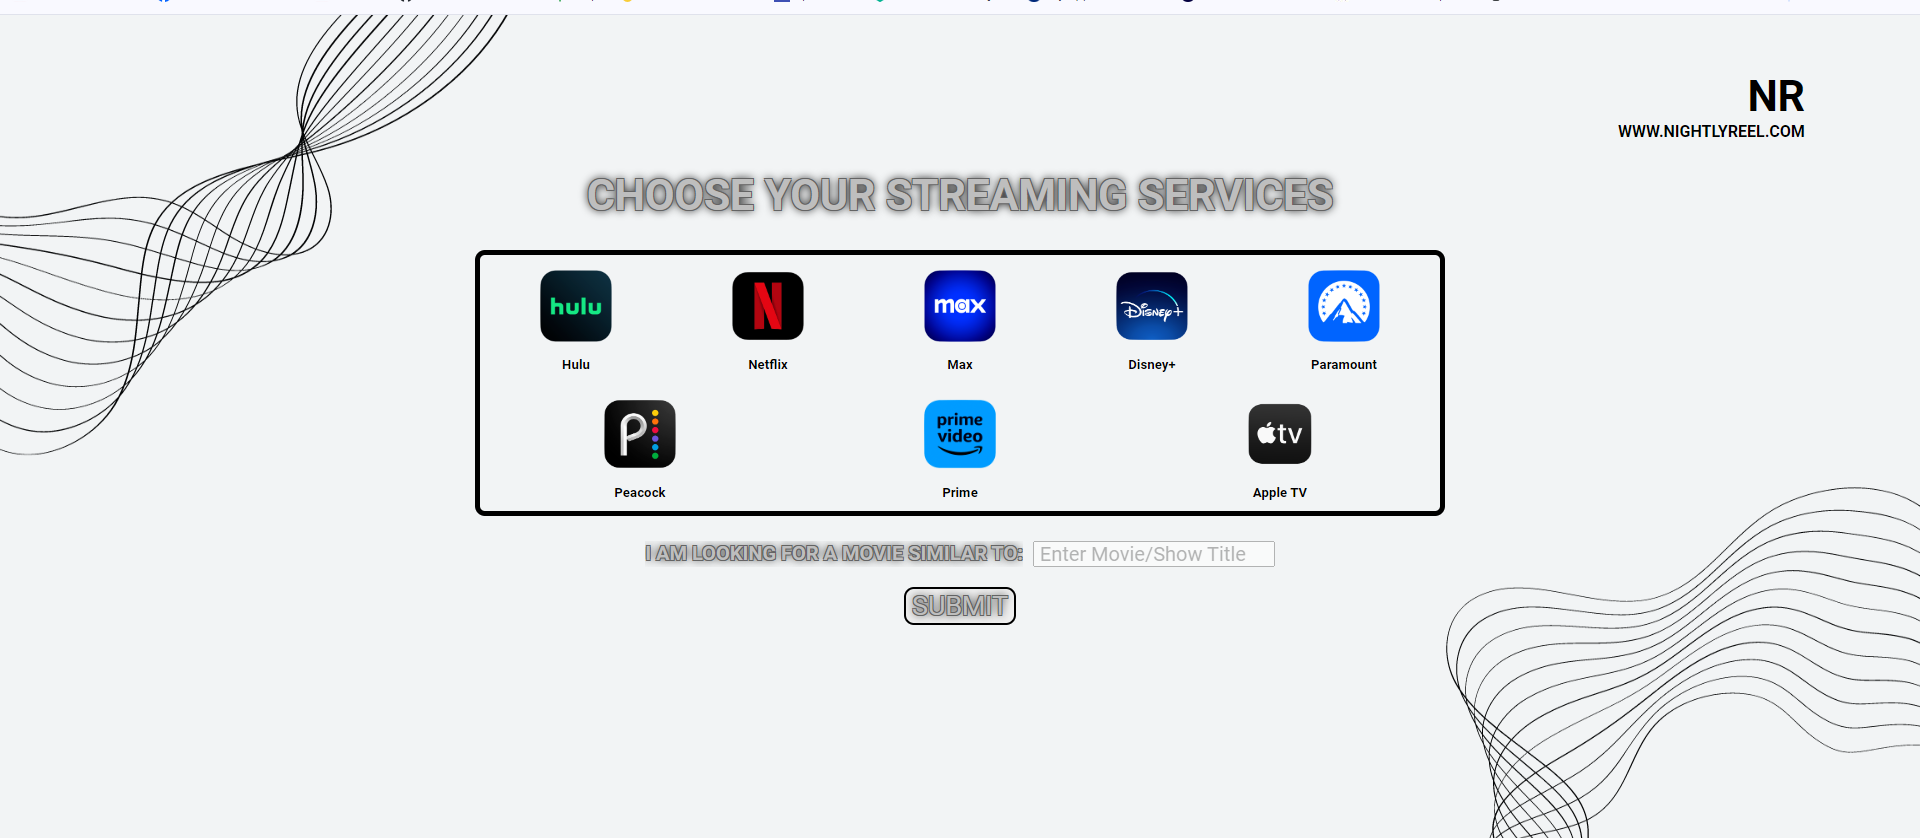 NR
WWW.NIGHTLYREEL.COM
CHOOSE YOUR STREAMING SERVICES
hulu
N
max
Disney+
Hulu
Netflix
Max
Disney+
Paramount
P
prime
video
tv
Peacock
Prime
Apple TV
I AM LOOKING FOR A MOVIE SIMILAR TO: Enter Movie/Show Title
SUBMIT